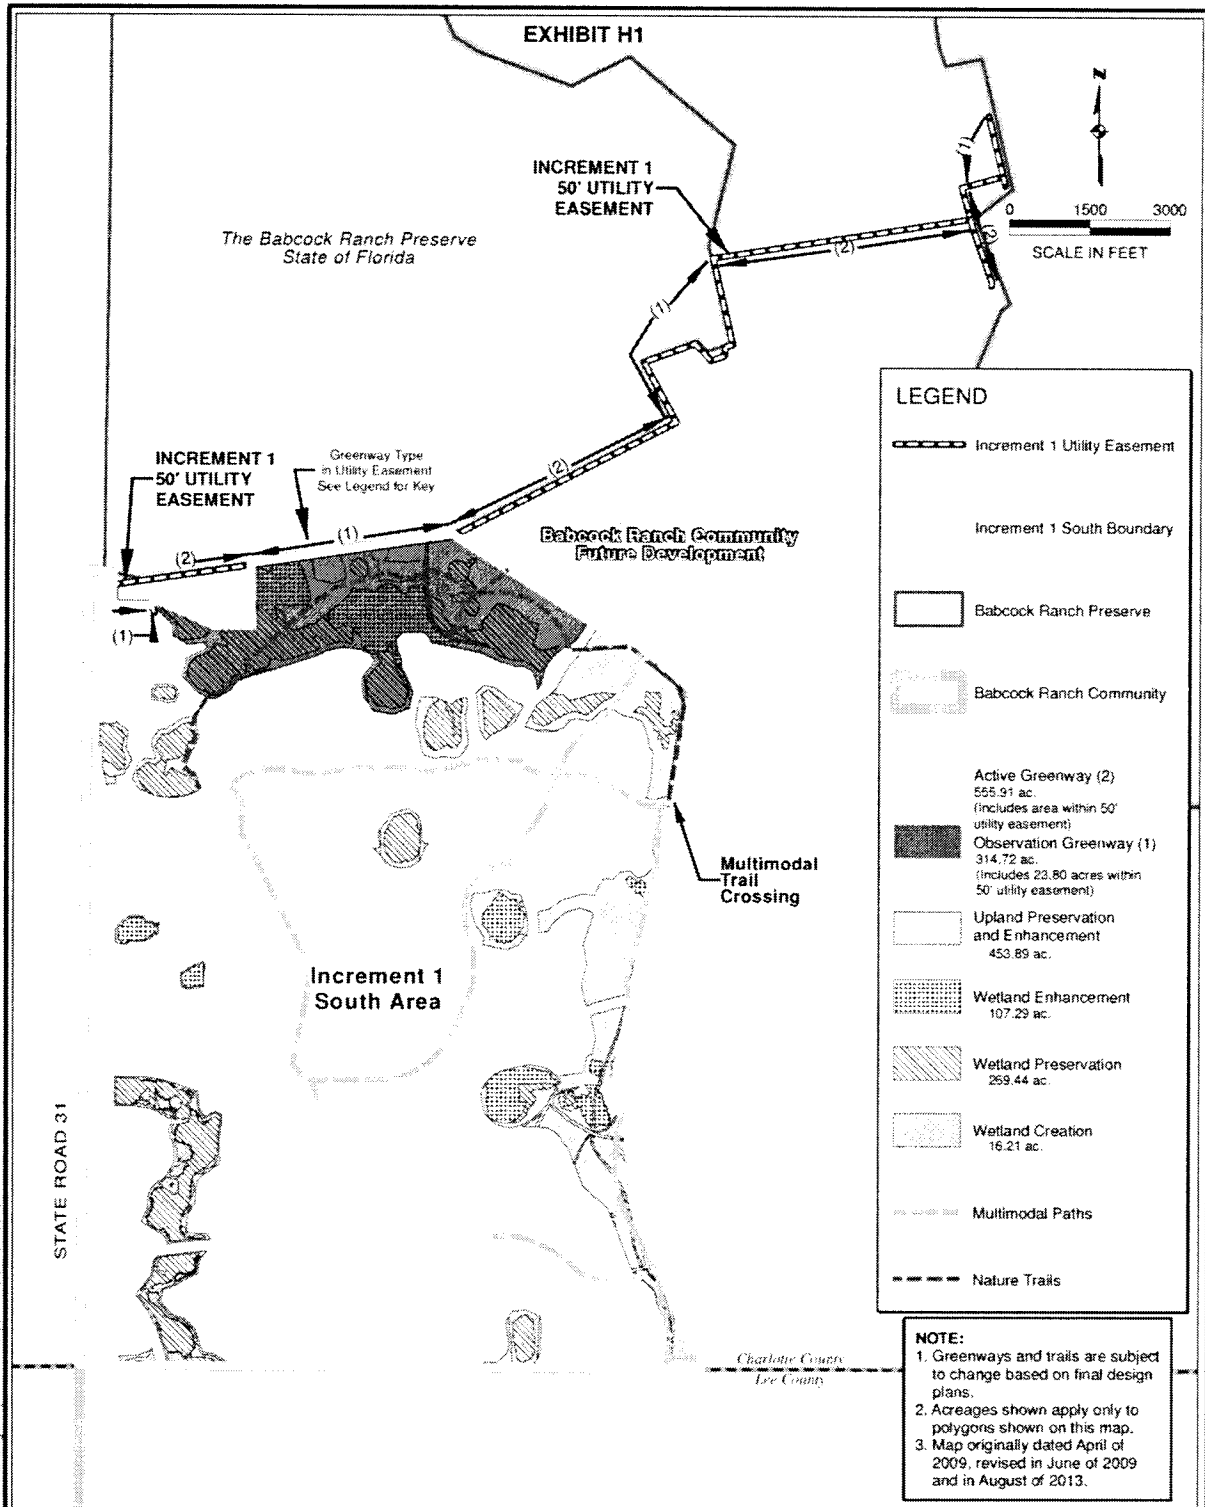 EXHIBIT H1
N
INCREMENT 1
50' UTILITY
EASEMENT
The Babcock Ranch Preserve
State of Florida
(1)
0 1500 3000
SCALE IN FEET
(2)
(2)
(1)
INCREMENT 1
50' UTILITY
EASEMENT
Greenway Type
in Utility Easement
See Legend for Key
(2)
(1)
(2)
Babcock Ranch Community
Future Development
(1)
Multimodal
Trail
Crossing
Increment 1
South Area
STATE ROAD 31
Charlotte County
Lee County
LEGEND
Increment 1 Utility Easement
Increment 1 South Boundary
Babcock Ranch Preserve
Babcock Ranch Community
Active Greenway (2)
555.91 ac.
(Includes area within 50'
utility easement)
Observation Greenway (1)
314.72 ac.
(Includes 23.80 acres within
50' utility easement)
Upland Preservation
and Enhancement
453.89 ac.
Wetland Enhancement
107.29 ac.
Wetland Preservation
269.44 ac.
Wetland Creation
16.21 ac.
Multimodal Paths
Nature Trails
NOTE:
1. Greenways and trails are subject
to change based on final design
plans.
2. Acreages shown apply only to
polygons shown on this map.
3. Map originally dated April of
2009, revised in June of 2009
and in August of 2013.